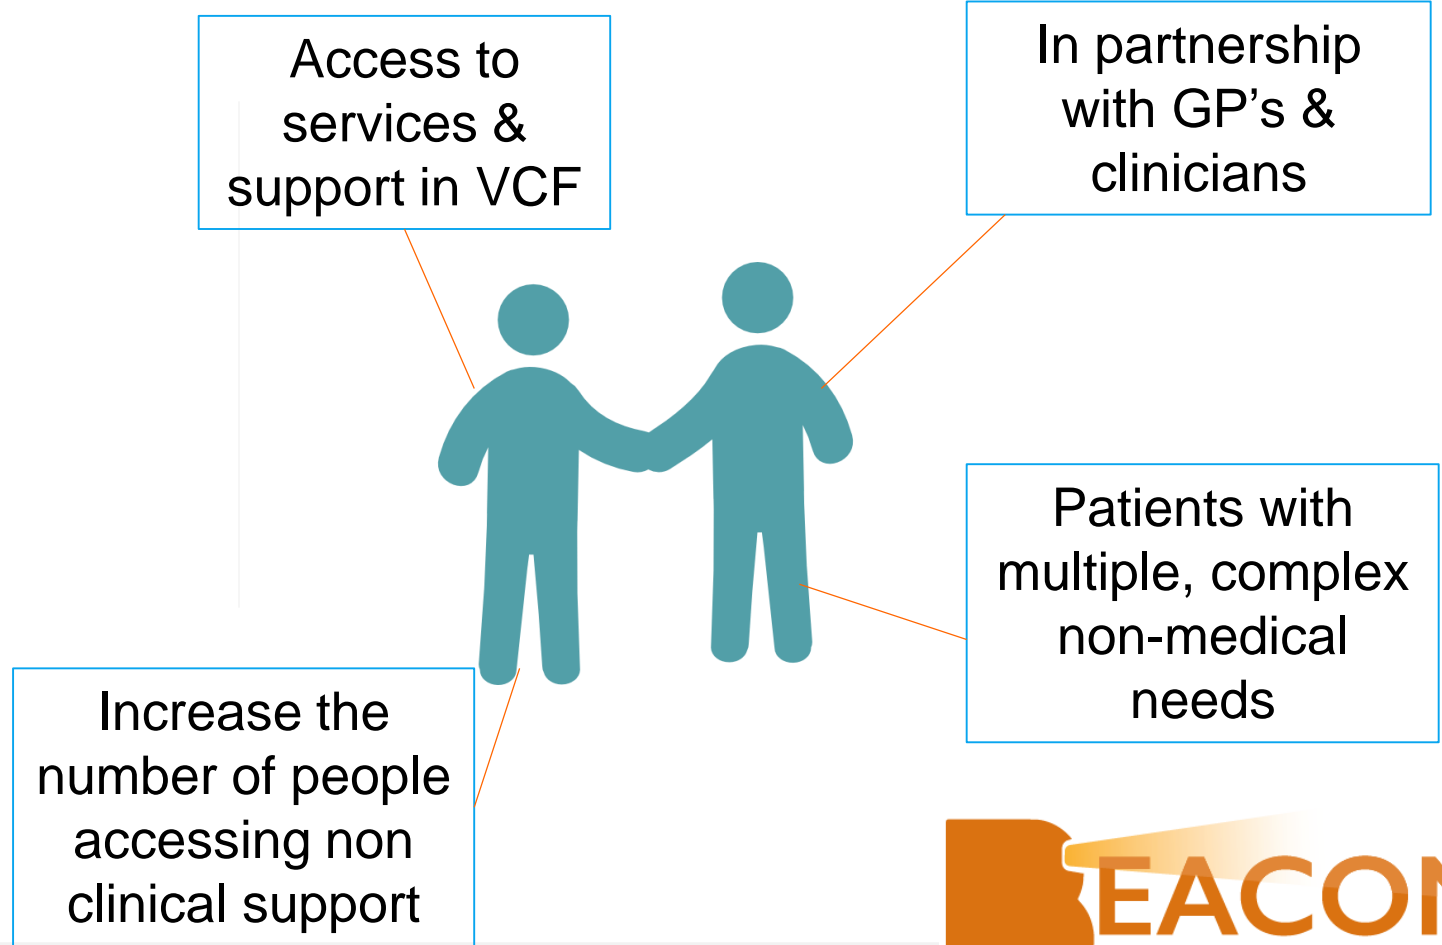 Access to
services &
support in VCF
In partnership
with GP's &
clinicians
Patients with
multiple, complex
non-medical
needs
Increase the
number of people
accessing non
clinical support
BEACON